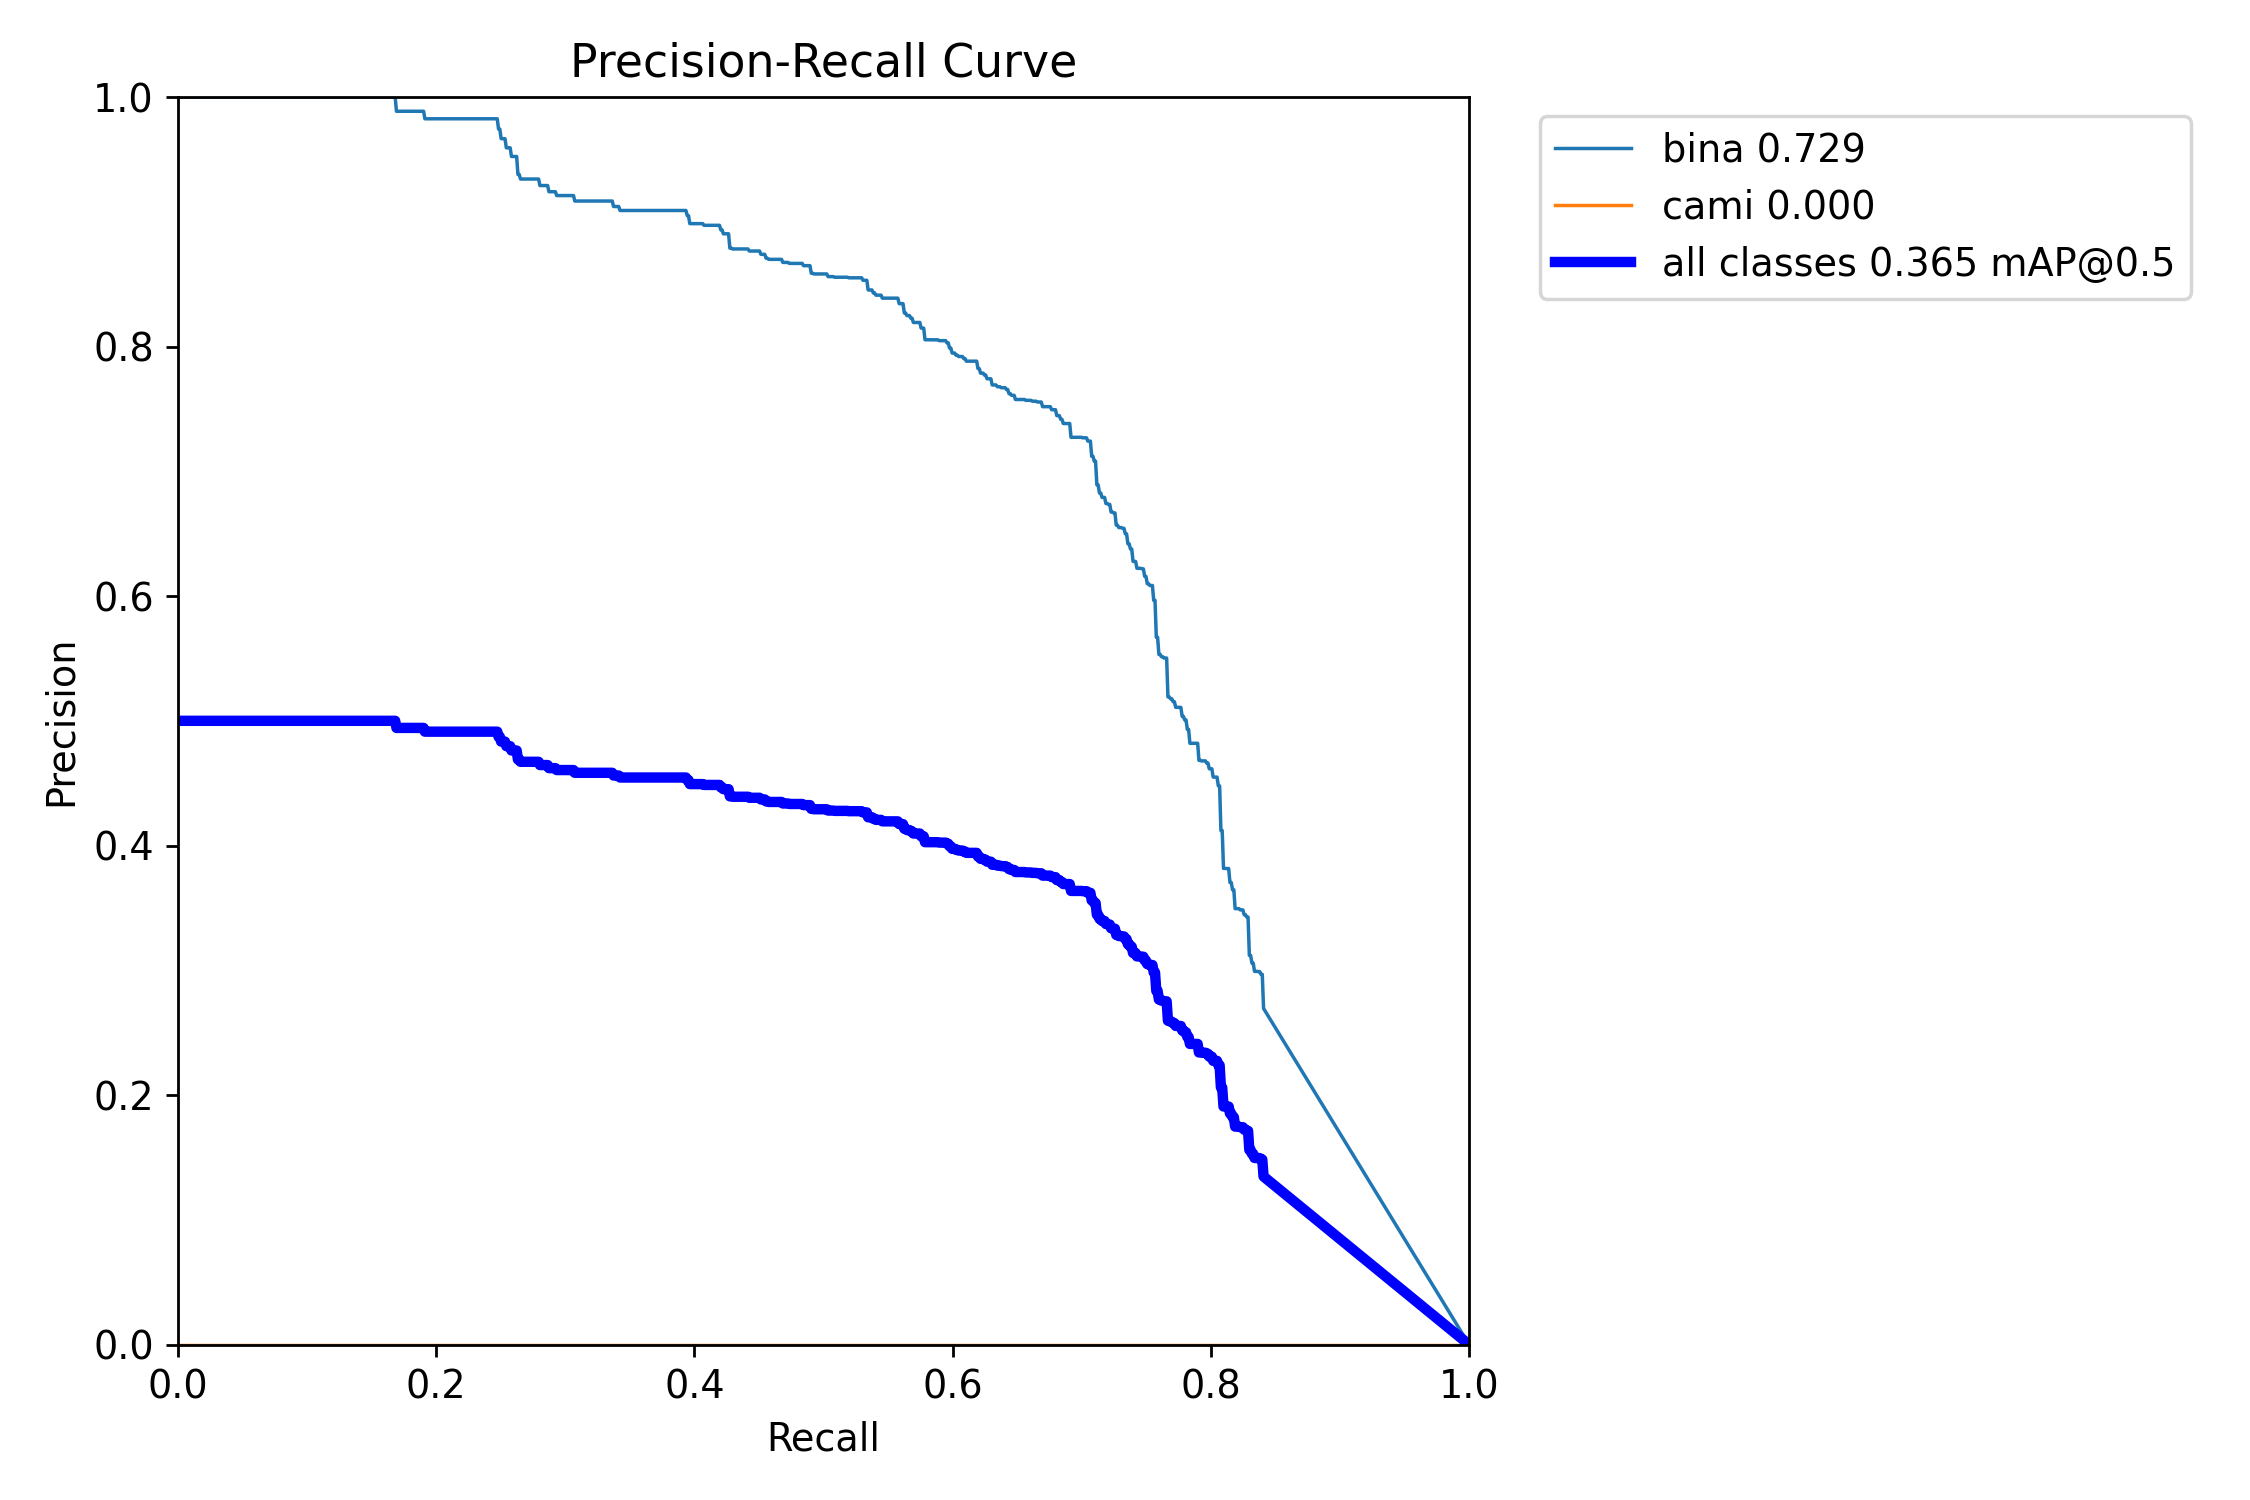 Precision-Recall Curve
1.0
0.8
0.6
0.4
0.2
0.0
Precision
0.0 0.2 0.4 0.6 0.8 1.0
Recall
bina 0.729
cami 0.000
all classes 0.365 mAP@0.5